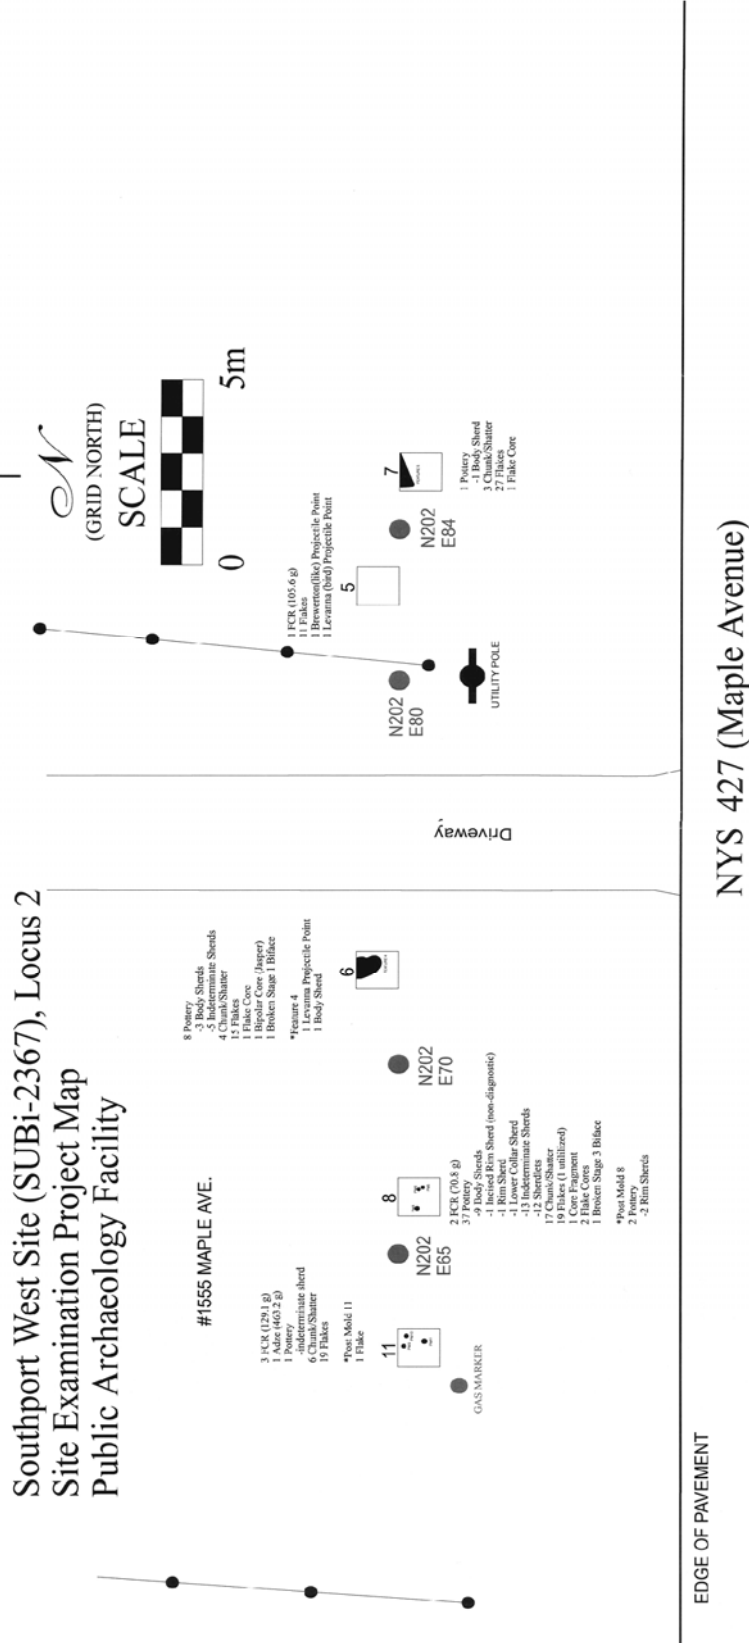 Southport West Site (SUBi-2367), Locus 2
Site Examination Project Map
Public Archaeology Facility
N
(GRID NORTH)
SCALE
0
5m
#1555 MAPLE AVE.
3 FCR (129.1 g)
1 Adze (463.2 g)
1 Pottery
-indeterminate sherd
6 Chunk/Shatter
19 Flakes
*Post Mold 11
1 Flake
11
GAS MARKER
N202
E65
8
2 FCR (70.8 g)
37 Pottery
-9 Body Sherds
-1 Incised Rim Sherd (non-diagnostic)
-1 Rim Sherd
-1 Lower Collar Sherd
-13 Indeterminate Sherds
-12 Sherdlets
17 Chunk/Shatter
19 Flakes (1 utililized)
1 Core Fragment
2 Flake Cores
1 Broken Stage 3 Biface
*Post Mold 8
2 Pottery
-2 Rim Sherds
N202
E70
8 Pottery
-3 Body Sherds
-5 Indeterminate Sherds
4 Chunk/Shatter
15 Flakes
1 Flake Core
1 Bipolar Core (Jasper)
1 Broken Stage 1 Biface
*Feature 4
1 Levanna Projectile Point
1 Body Sherd
6
Driveway
N202
E80
UTILITY POLE
1 FCR (105.6 g)
11 Flakes
1 Brewerton(like) Projectile Point
1 Levanna (bird) Projectile Point
5
N202
E84
7
1 Pottery
-1 Body Sherd
3 Chunk/Shatter
27 Flakes
1 Flake Core
EDGE OF PAVEMENT
NYS 427 (Maple Avenue)